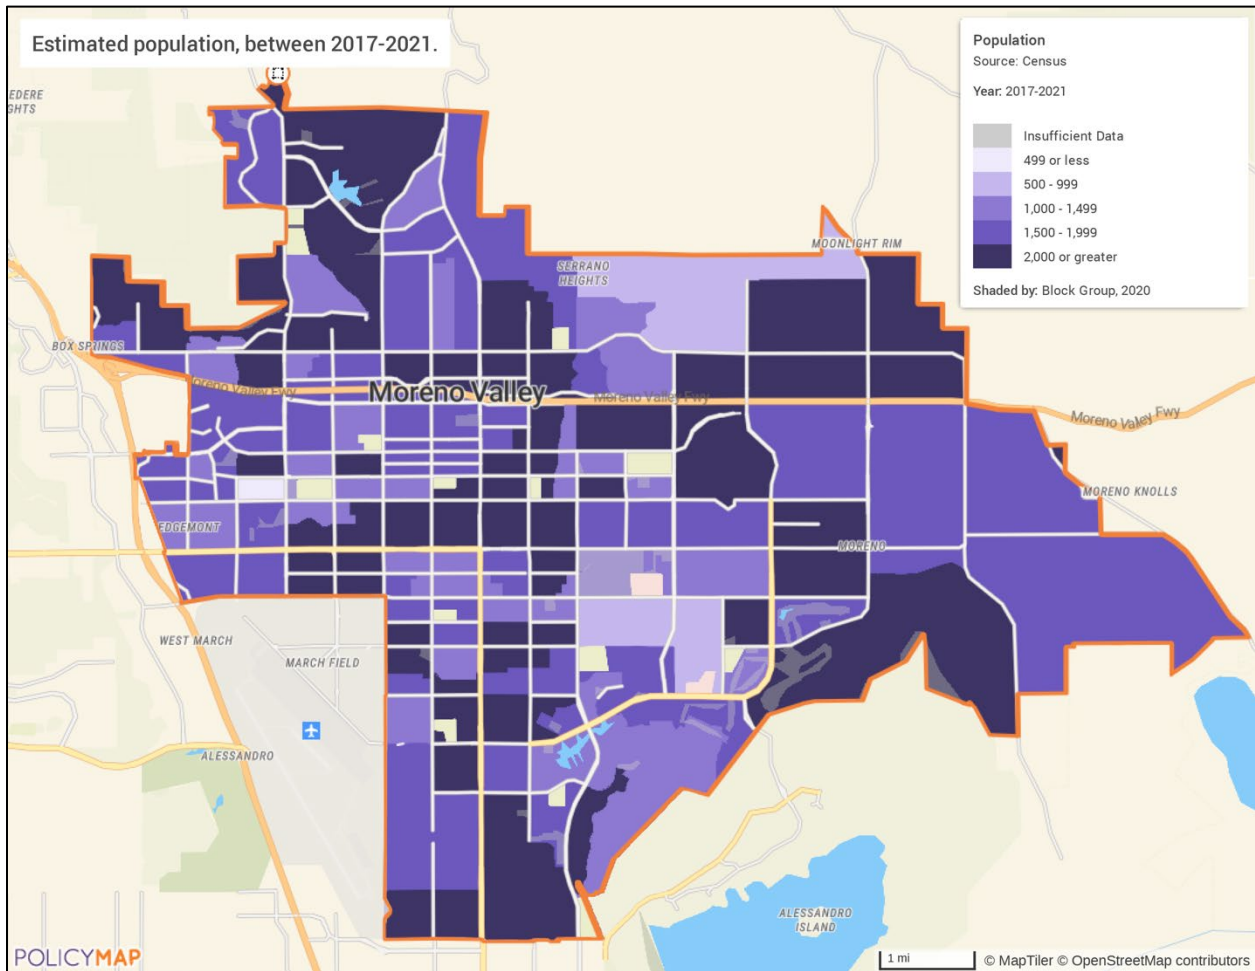 Estimated population, between 2017-2021.
Population
Source: Census
Year: 2017-2021
Insufficient Data
499 or less
500 - 999
1,000 - 1,499
1,500 - 1,999
2,000 or greater
Shaded by: Block Group, 2020
EDERE
GHTS
MOONLIGHT RIM
SERRANO
HEIGHTS
BOX SPRINGS
Moreno Valley Fwy
Moreno Valley
Moreno Valley Fwy
Moreno Valley Fwy
MORENO KNOLLS
EDGEMONT
MORENO
WEST MARCH
MARCH FIELD
ALESSANDRO
ALESSANDRO
ISLAND
POLICYMAP
1 mi
© MapTiler © OpenStreetMap contributors